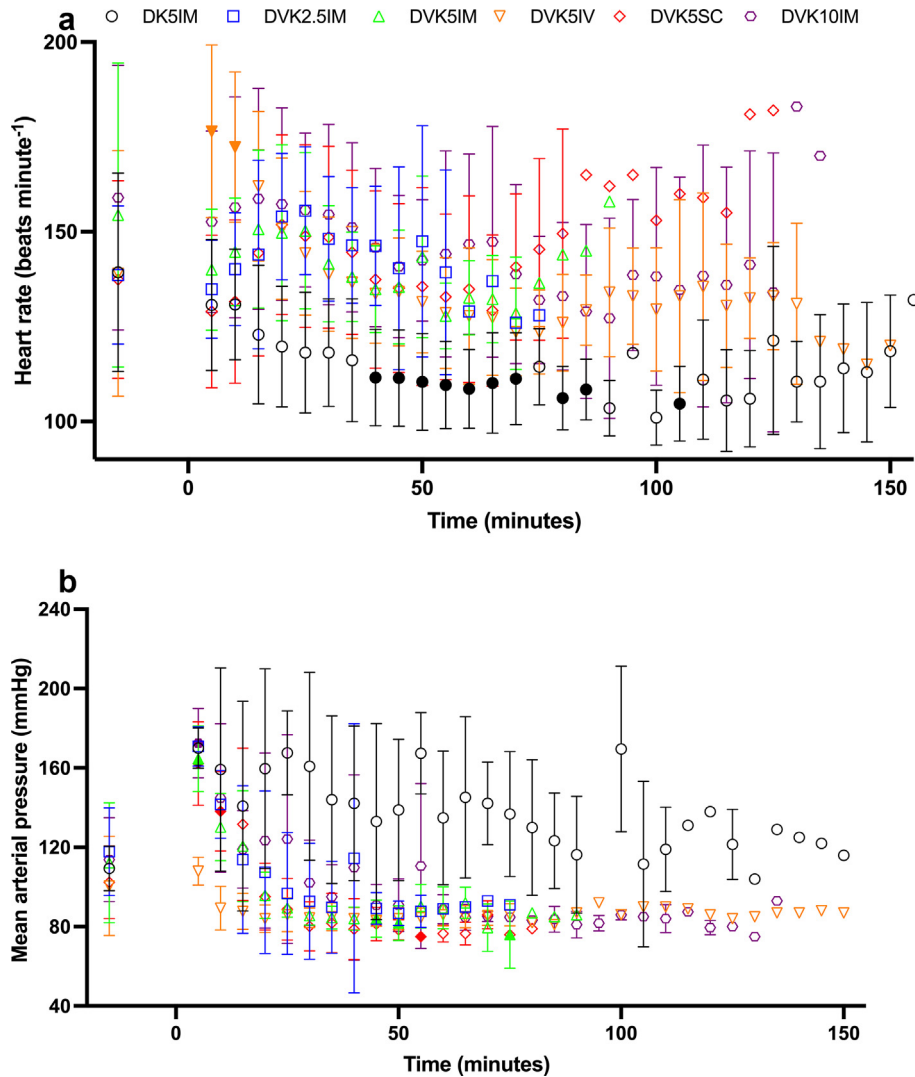 a
DK5IM DVK2.5IM DVK5IM DVK5IV DVK5SC DVK10IM
200
150
100
Heart rate (beats minute-1)
0 50 100 150
Time (minutes)
b
240
200
160
120
80
40
Mean arterial pressure (mmHg)
0 50 100 150
Time (minutes)